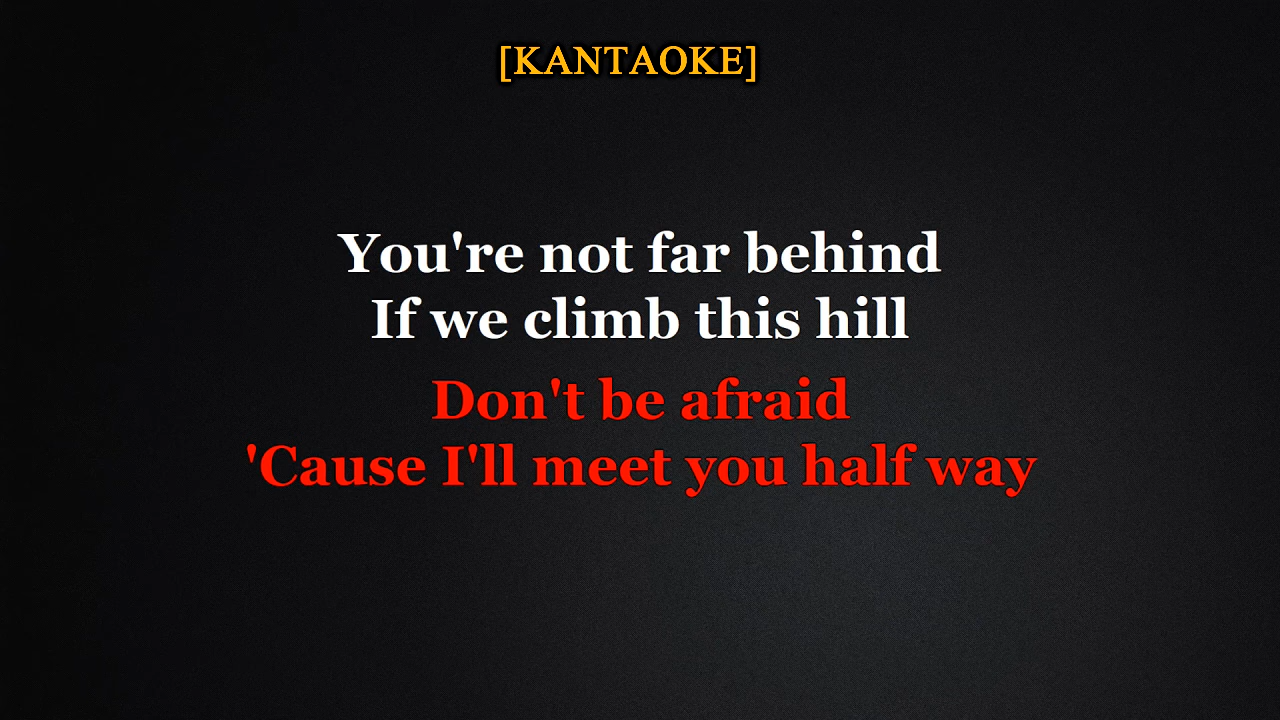 [KANTAOKE]
You're not far behind
If we climb this hill
Don't be afraid
'Cause I'll meet you half way